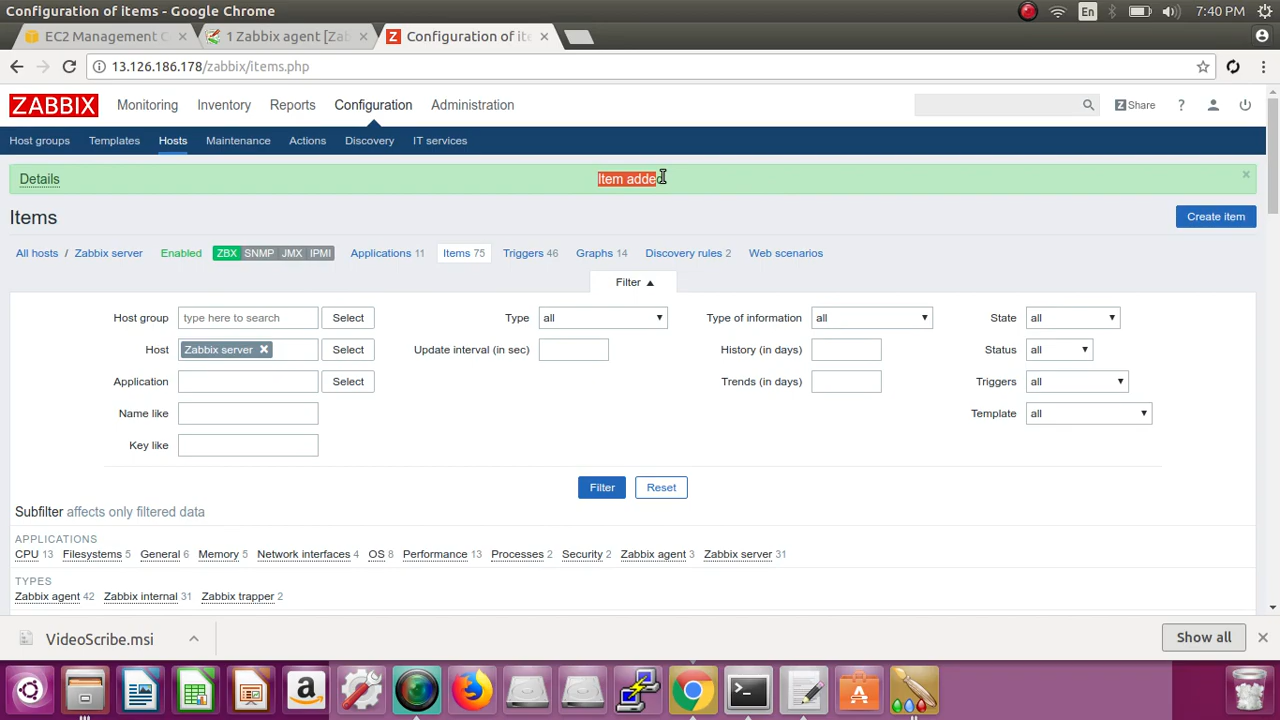 Configuration of items - Google Chrome
En
7:40 PM
EC2 Management C
1 Zabbix agent [Zab
Configuration of ite
13.126.186.178/zabbix/items.php
ZABBIX Monitoring Inventory Reports Configuration Administration
Z Share ?
Host groups Templates Hosts Maintenance Actions Discovery IT services
Details Item added
Items Create item
All hosts / Zabbix server Enabled ZBX SNMP JMX IPMI Applications 11 Items 75 Triggers 46 Graphs 14 Discovery rules 2 Web scenarios
Filter
Host group type here to search Select Type all Type of information all State all
Host Zabbix server Select Update interval (in sec) History (in days) Status all
Application Select Trends (in days) Triggers all
Name like Template all
Key like
Filter Reset
Subfilter affects only filtered data
APPLICATIONS
CPU 13 Filesystems 5 General 6 Memory 5 Network interfaces 4 OS 8 Performance 13 Processes 2 Security 2 Zabbix agent 3 Zabbix server 31
TYPES
Zabbix agent 42 Zabbix internal 31 Zabbix trapper 2
VideoScribe.msi Show all